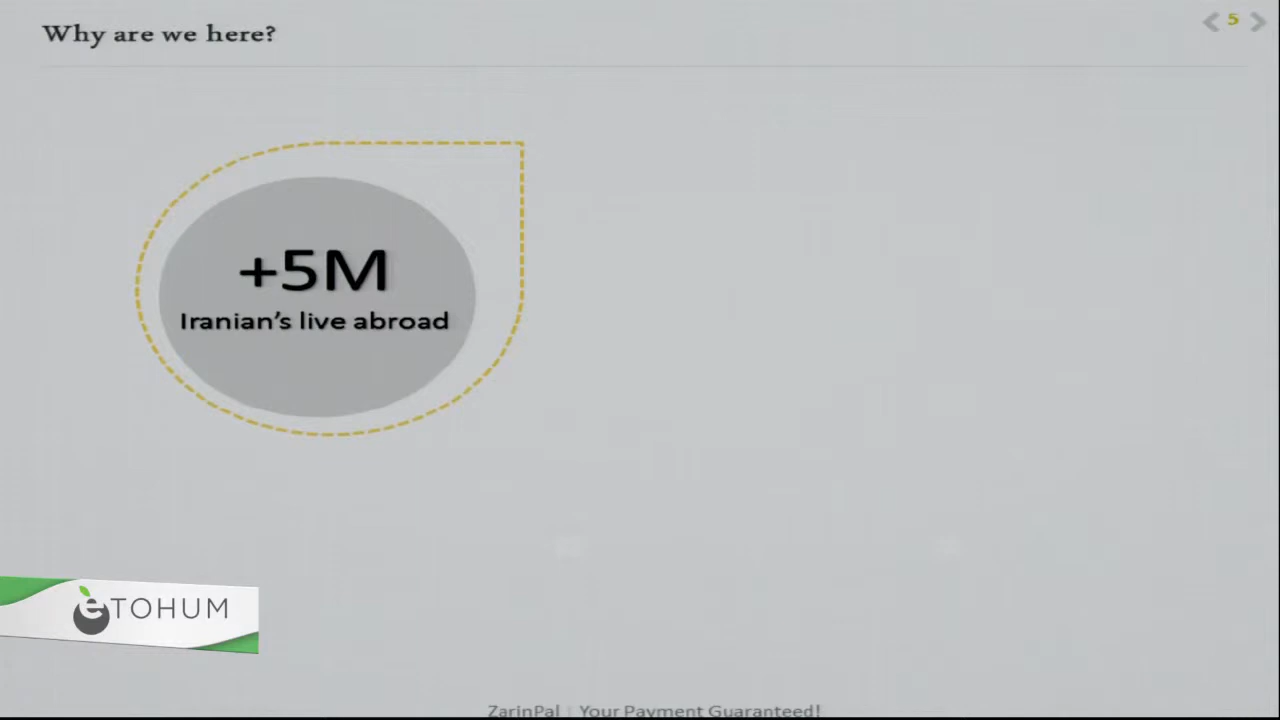 Why are we here?
5
+5M
Iranian's live abroad
eTOHUM
ZarinPal | Your Payment Guaranteed!